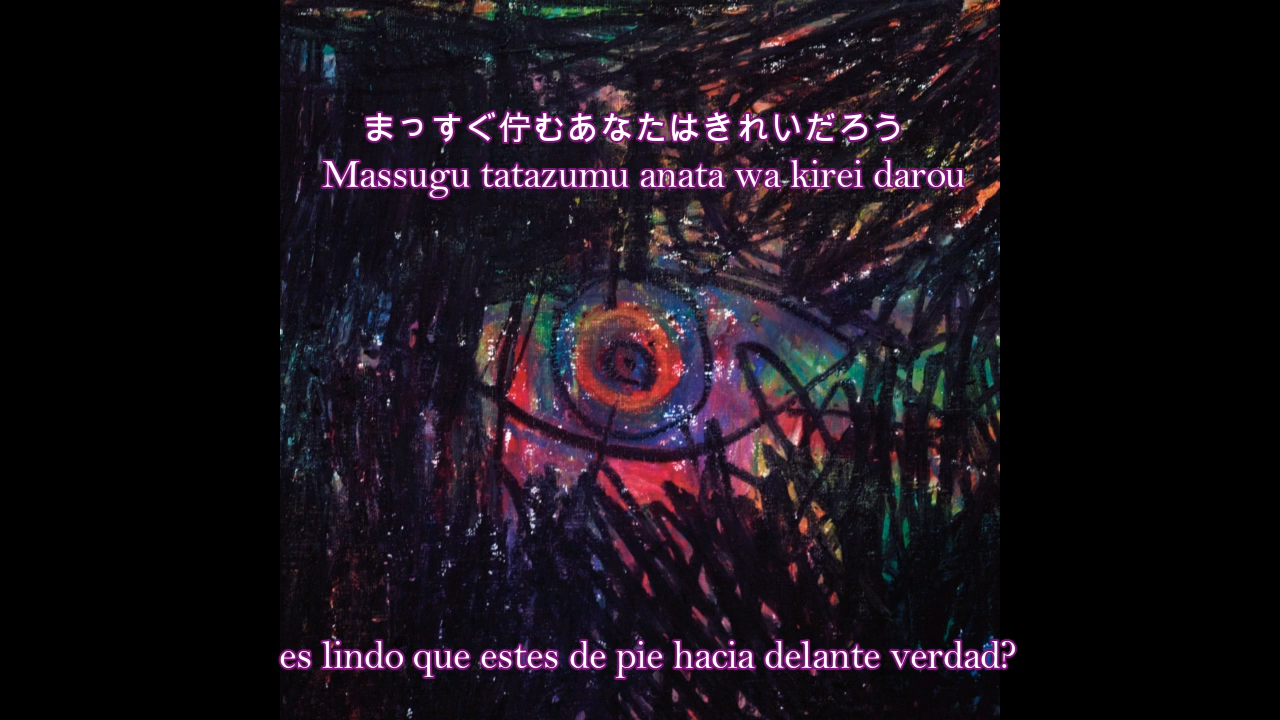 まっすぐ佇むあなたはきれいだろう
Massugu tatazumu anata wa kirei darou
es lindo que estes de pie hacia delante verdad?